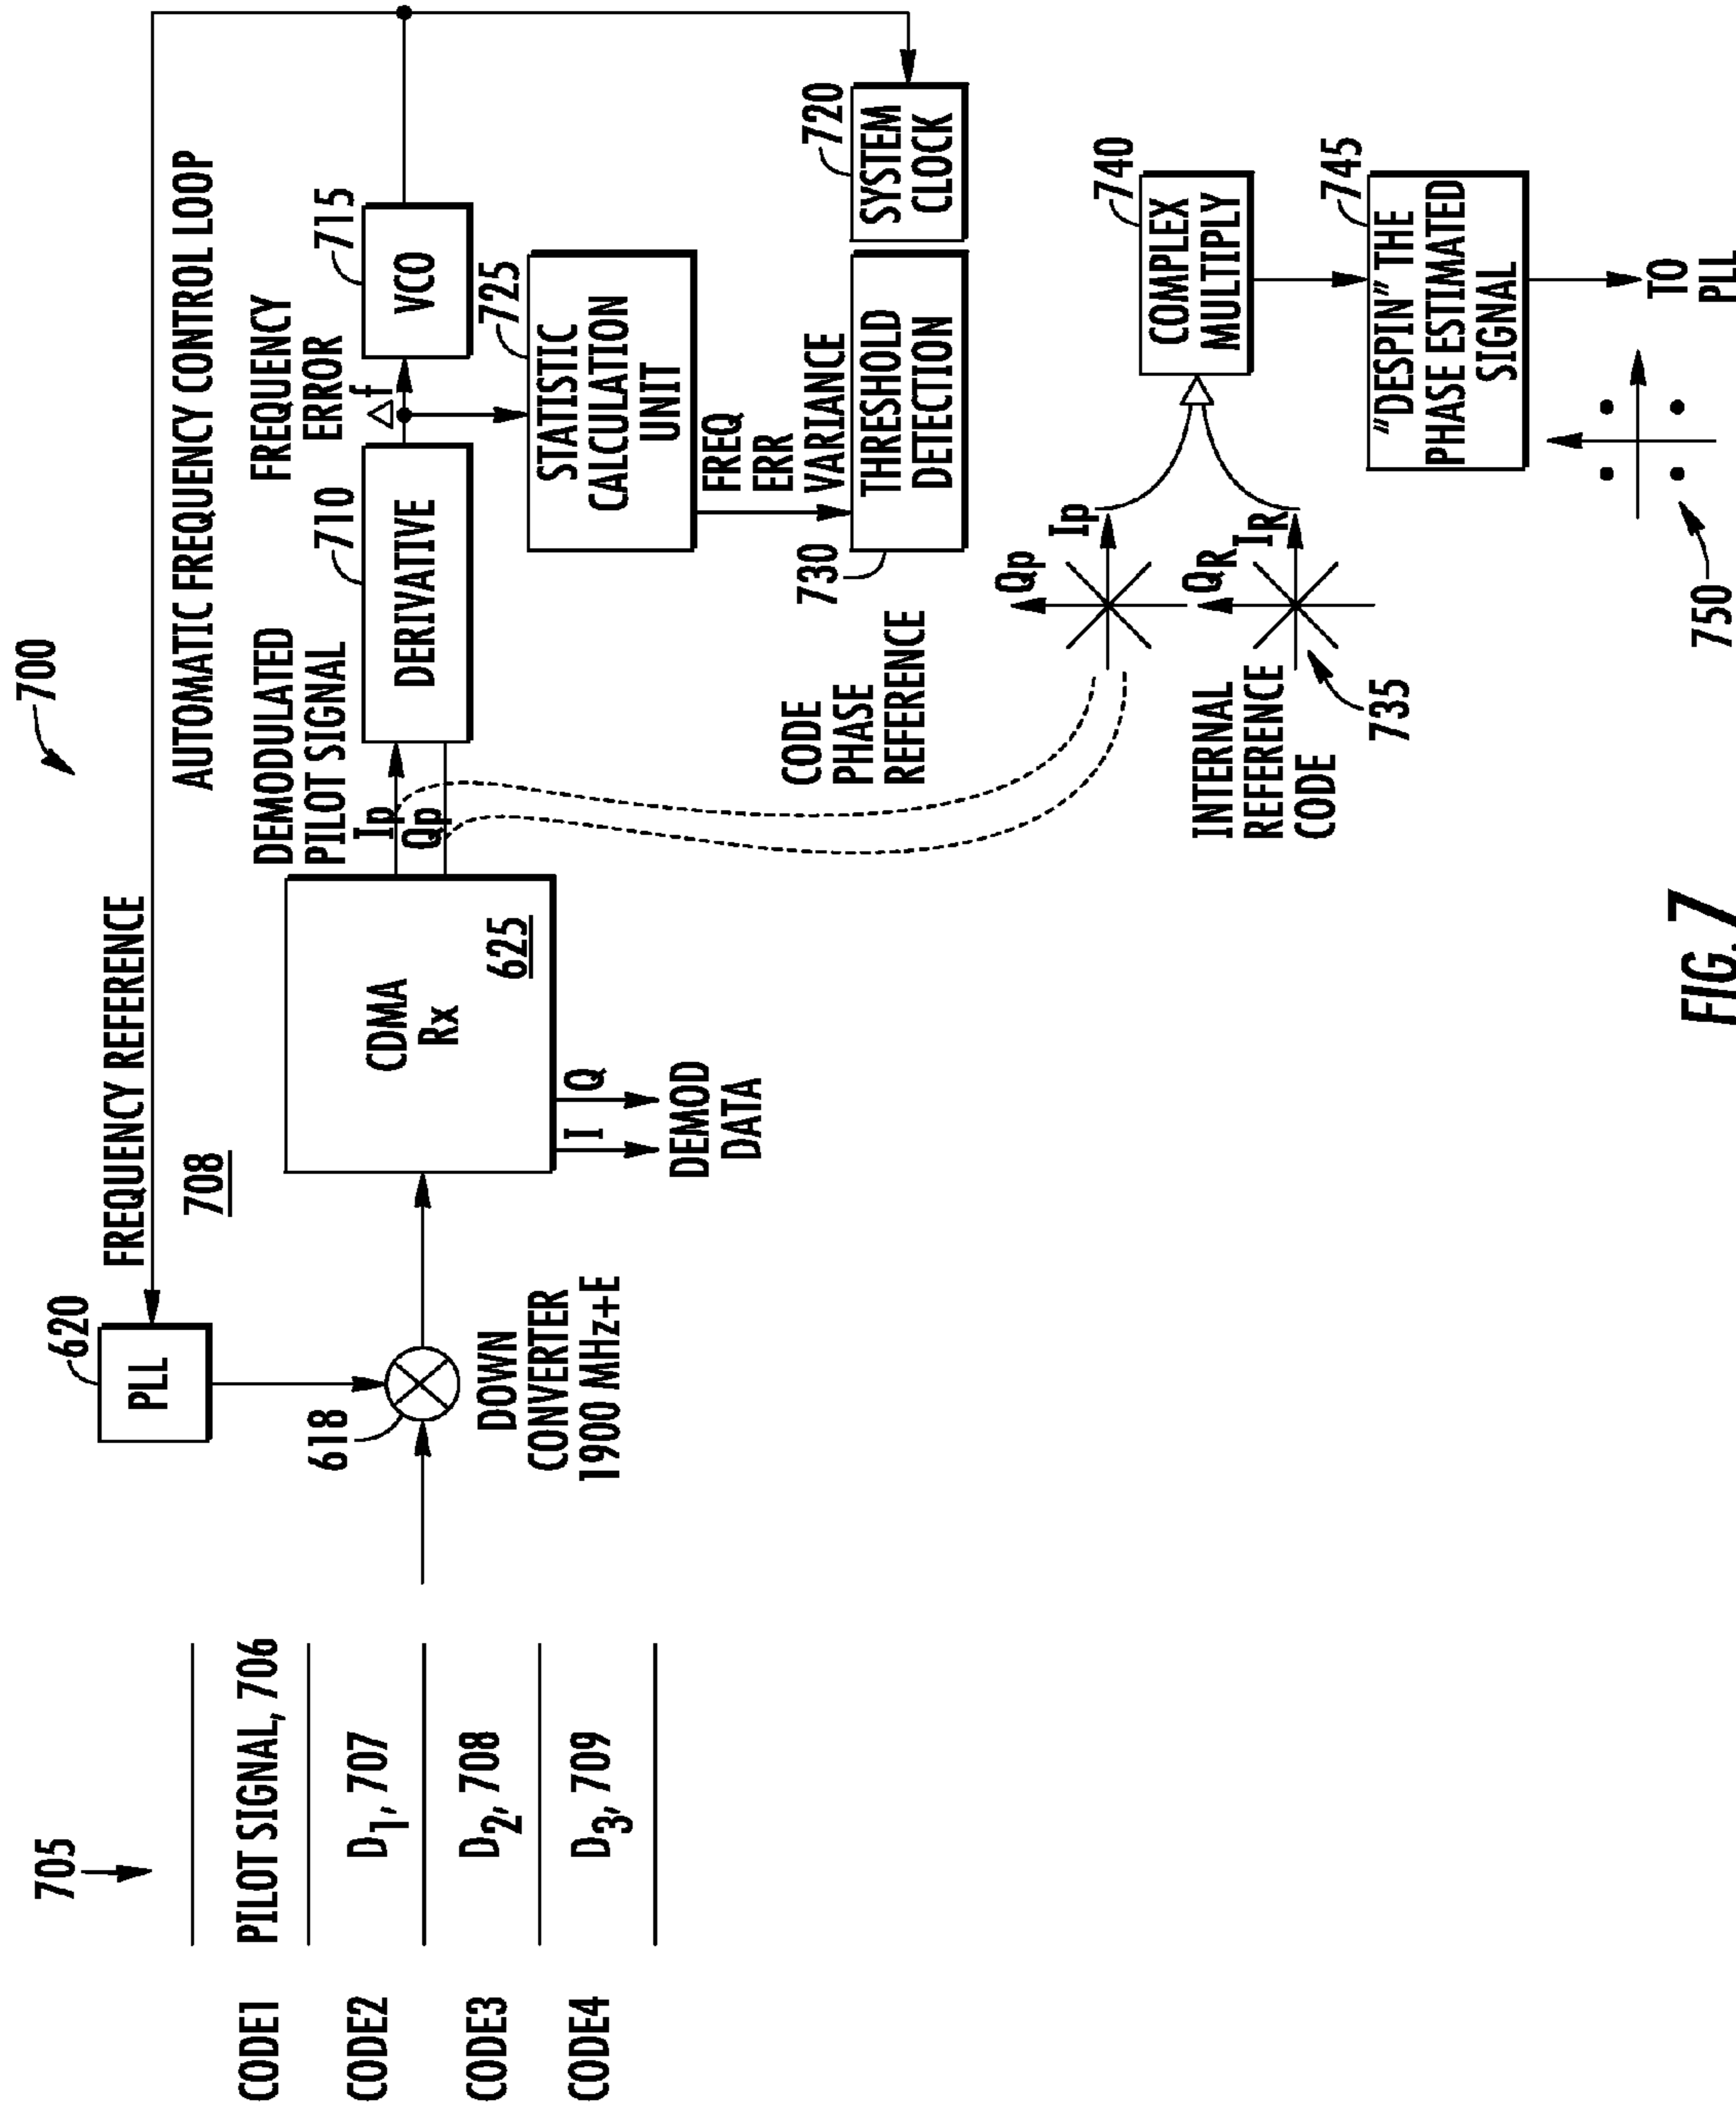 700
705
CODE1
PILOT SIGNAL, 706
CODE2
D1, 707
CODE3
D2, 708
CODE4
D3, 709
620
PLL
FREQUENCY REFERENCE
708
AUTOMATIC FREQUENCY CONTROL LOOP
618
DOWN
CONVERTER
1900 MHz+E
CDMA
Rx
625
I
Q
DEMOD
DATA
DEMODULATED
PILOT SIGNAL
Ip
Qp
710
DERIVATIVE
FREQUENCY
ERROR
△f
715
VCO
725
STATISTIC
CALCULATION
UNIT
FREQ
ERR
VARIANCE
720
SYSTEM
CLOCK
730
THRESHOLD
DETECTION
CODE
PHASE
REFERENCE
Qp
Ip
INTERNAL
REFERENCE
CODE
QR
IR
735
740
COMPLEX
MULTIPLY
745
"DESPIN" THE
PHASE ESTIMATED
SIGNAL
750
TO
PLL
FIG. 7